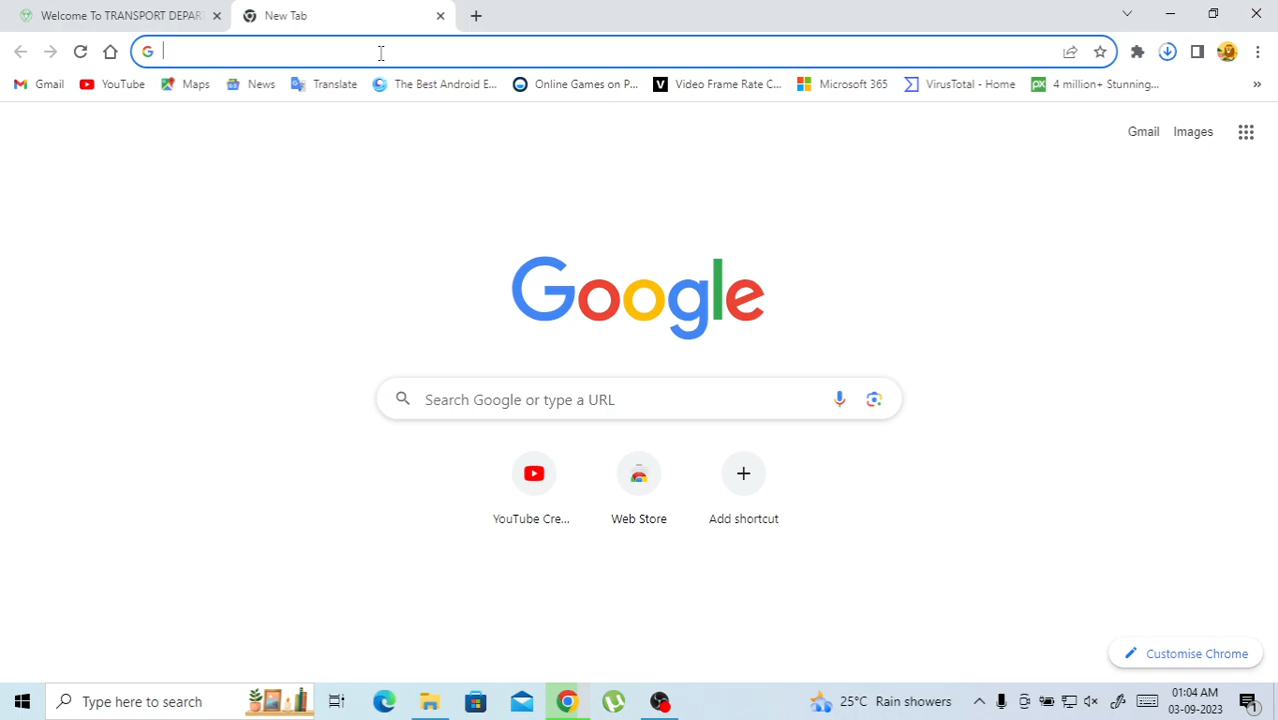 Welcome To TRANSPORT DEPAR
New Tab
Gmail
YouTube
Maps
News
Translate
The Best Android E...
Online Games on P...
Video Frame Rate C...
Microsoft 365
VirusTotal - Home
4 million+ Stunning...
Gmail
Images
Google
Search Google or type a URL
YouTube Cre...
Web Store
Add shortcut
Customise Chrome
Type here to search
25°C Rain showers
01:04 AM
03-09-2023
1